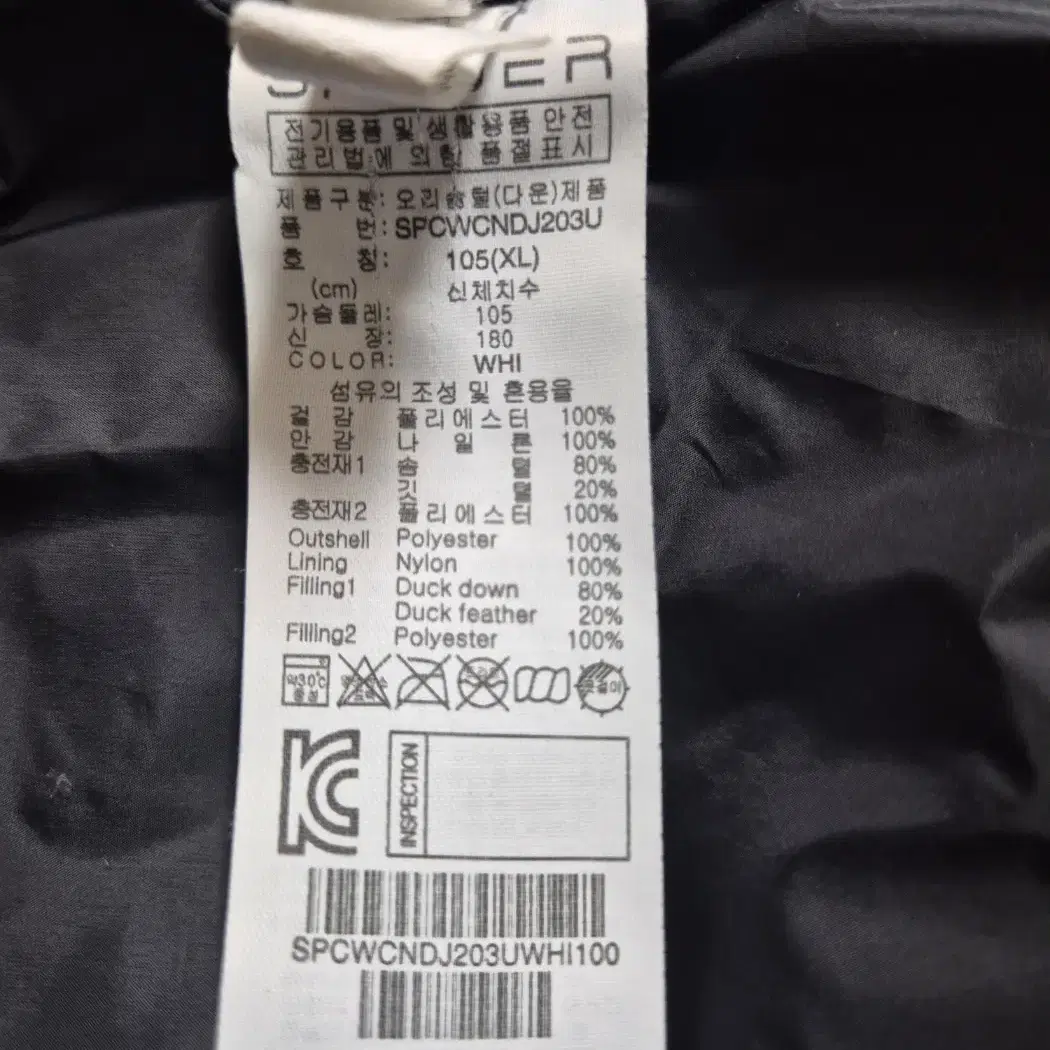 전기용품 및 생활용품 안전
관리법에 의한 품질표시
제품구분: 오리솜털(다운)제품
품 번: SPCWCNDJ203U
호 칭: 105(XL)
(cm) 신체치수
가슴둘레: 105
신 장: 180
COLOR: WHI
섬유의 조성 및 혼용율
겉 감 폴리에스터 100%
안 감 나 일 론 100%
충전재1 솜 털 80%
깃 털 20%
충전재2 폴리에스터 100%
Outshell Polyester 100%
Lining Nylon 100%
Filling1 Duck down 80%
Duck feather 20%
Filling2 Polyester 100%
약30℃
중성
INSPECTION
SPCWCNDJ203UWHI100